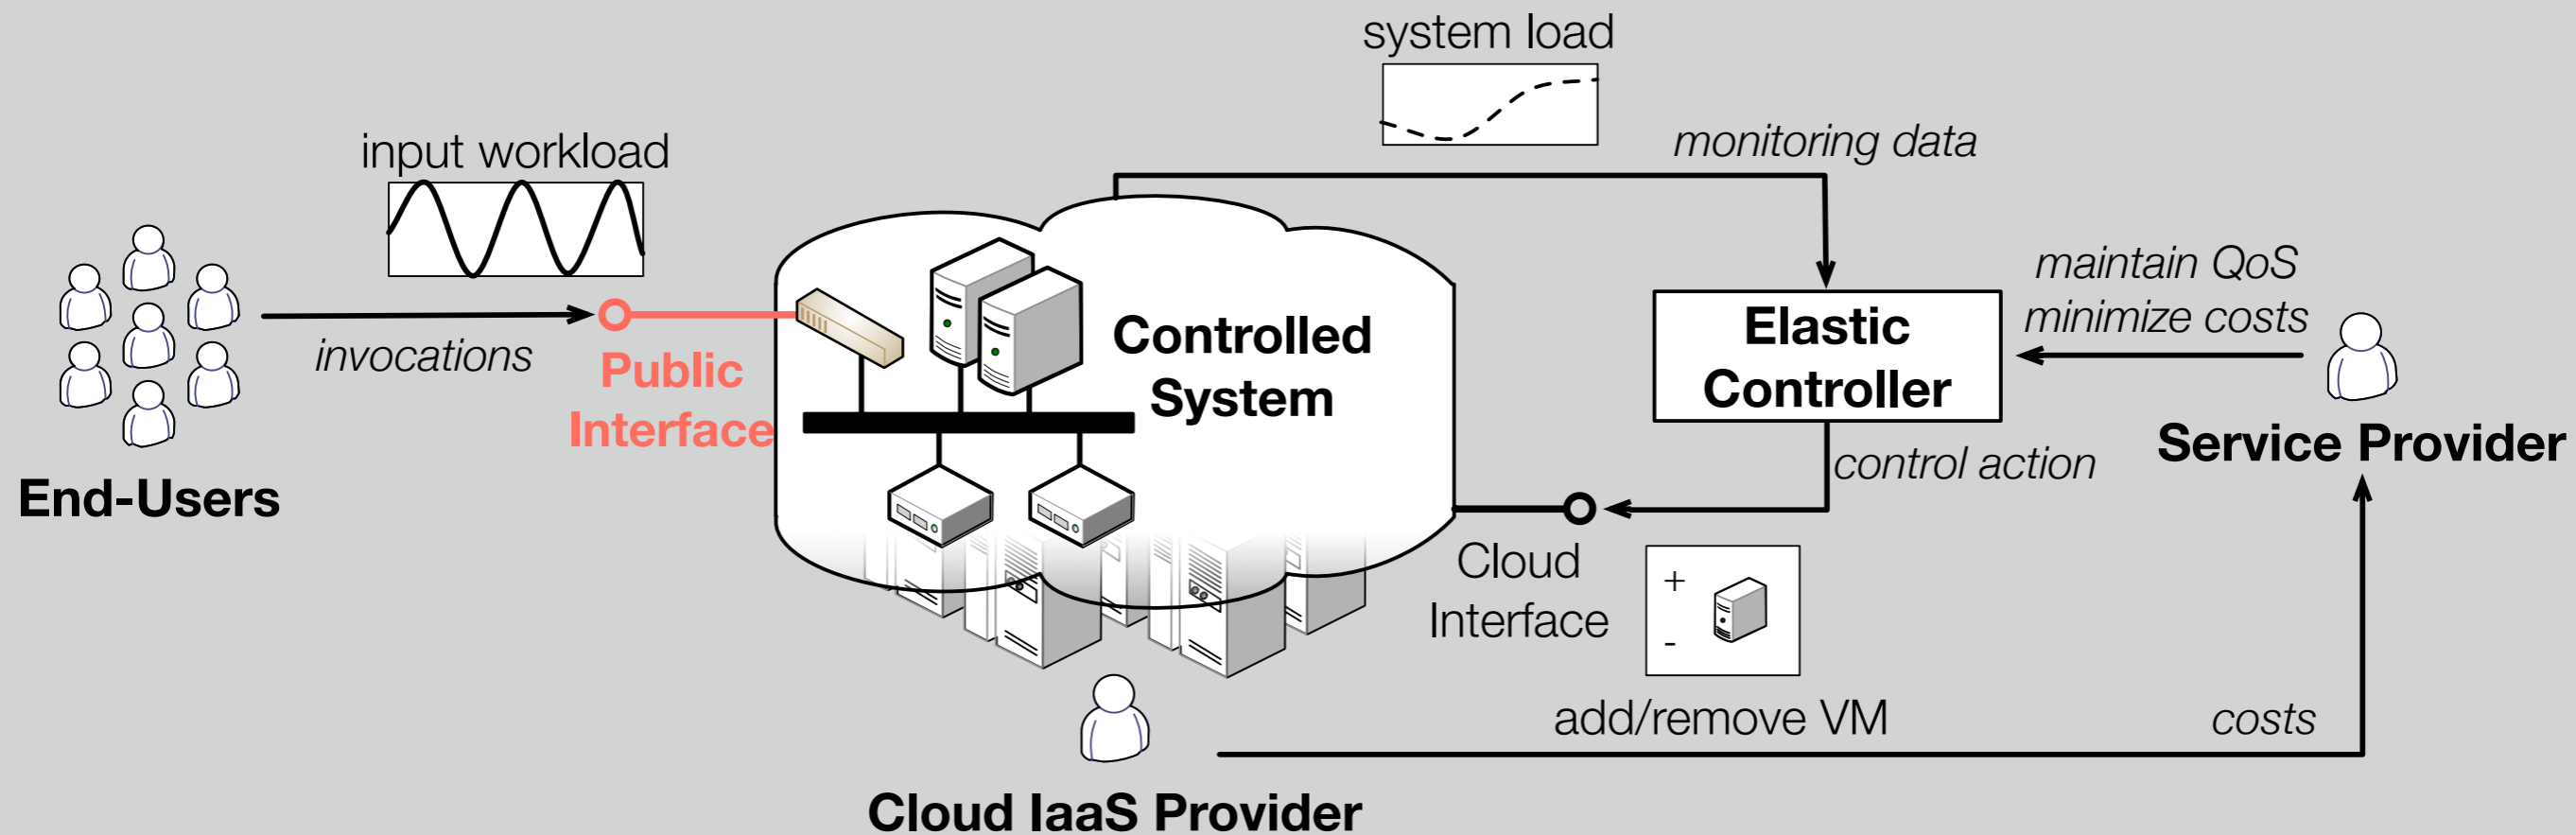 system load
input workload
monitoring data
maintain QoS
minimize costs
invocations
Public
Interface
Controlled
System
Elastic
Controller
End-Users
Service Provider
control action
Cloud
Interface
+
-
add/remove VM
costs
Cloud IaaS Provider